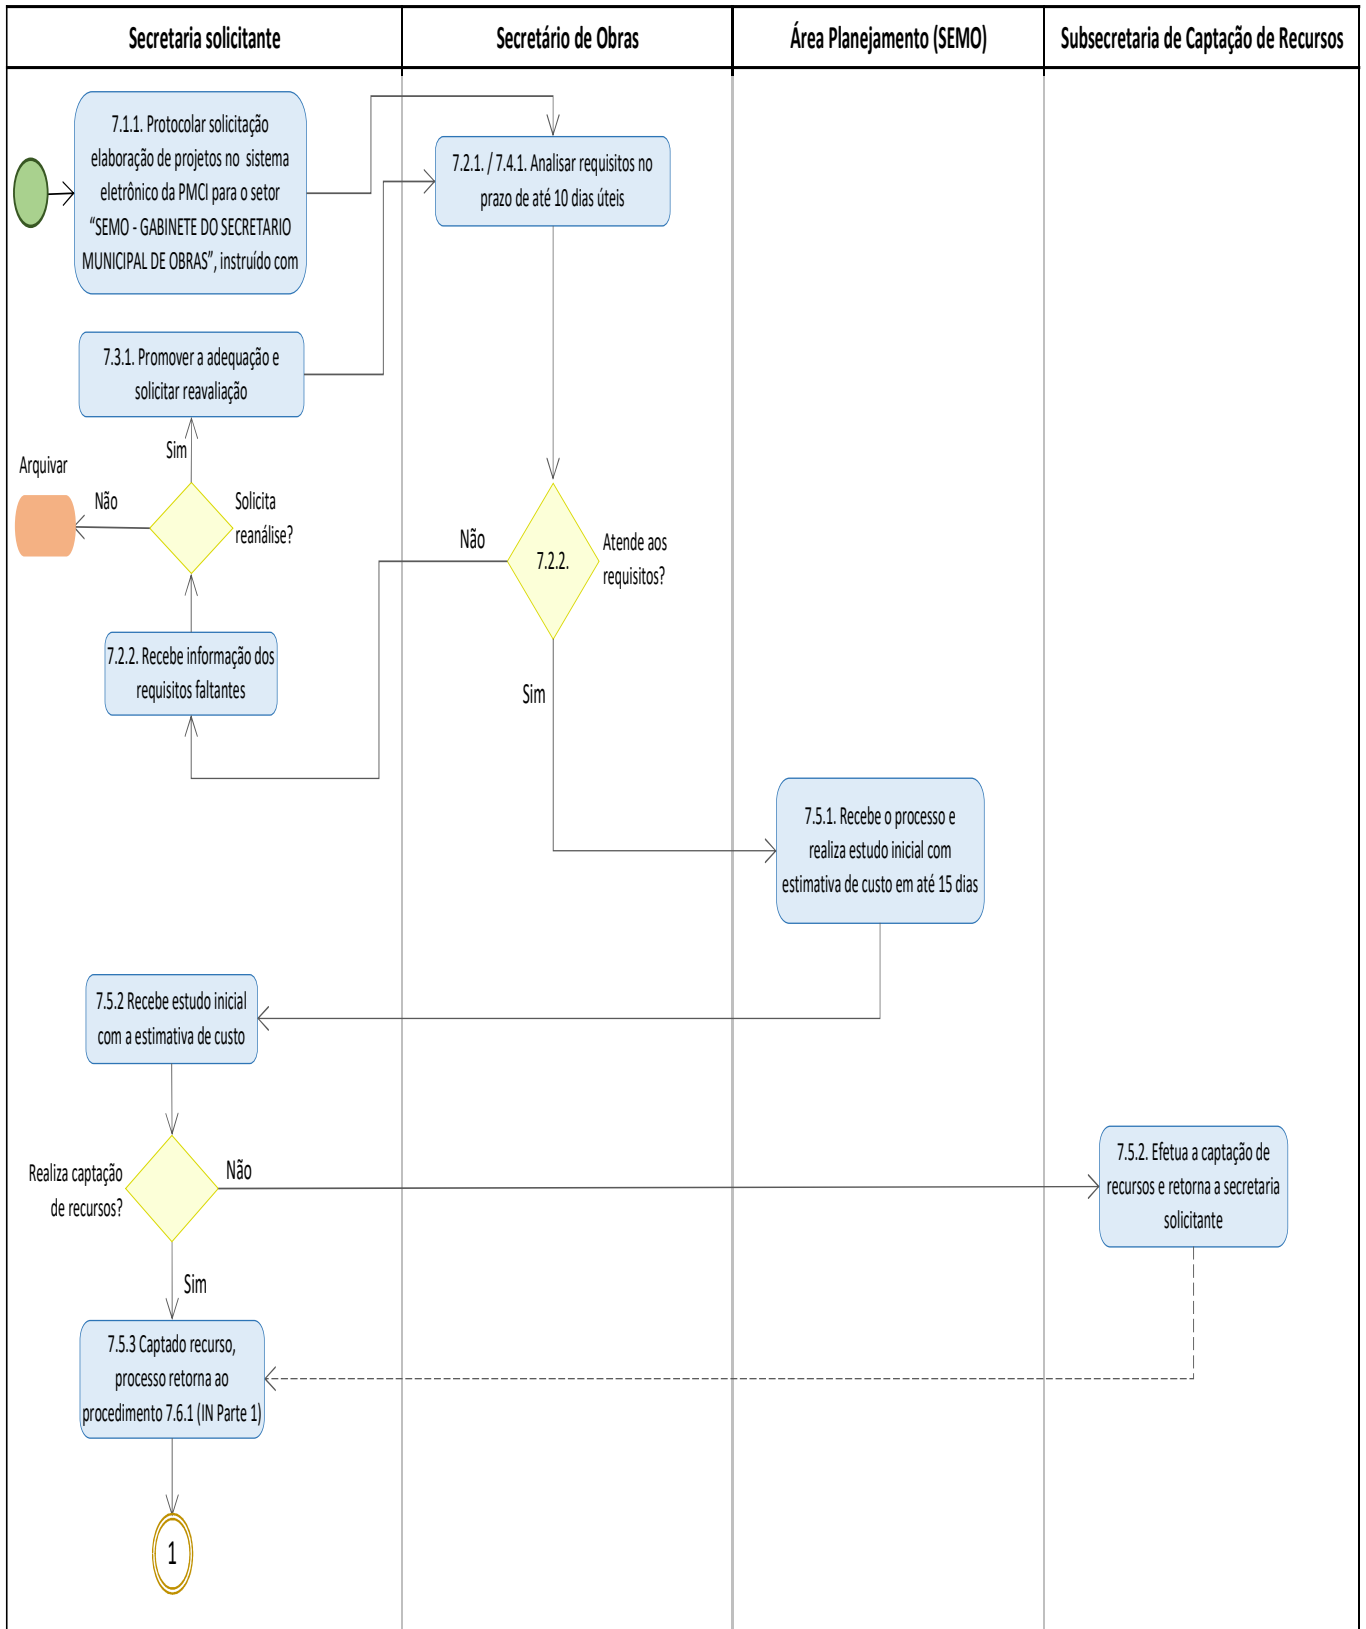 Secretaria solicitante
Secretário de Obras
Área Planejamento (SEMO)
Subsecretaria de Captação de Recursos
7.1.1. Protocolar solicitação
elaboração de projetos no sistema
eletrônico da PMCI para o setor
“SEMO - GABINETE DO SECRETARIO
MUNICIPAL DE OBRAS”, instruído com
7.2.1. / 7.4.1. Analisar requisitos no
prazo de até 10 dias úteis
7.3.1. Promover a adequação e
solicitar reavaliação
Sim
Arquivar
Não
Solicita
reanálise?
Não
7.2.2.
Atende aos
requisitos?
7.2.2. Recebe informação dos
requisitos faltantes
Sim
7.5.1. Recebe o processo e
realiza estudo inicial com
estimativa de custo em até 15 dias
7.5.2 Recebe estudo inicial
com a estimativa de custo
Realiza captação
de recursos?
Não
7.5.2. Efetua a captação de
recursos e retorna a secretaria
solicitante
Sim
7.5.3 Captado recurso,
processo retorna ao
procedimento 7.6.1 (IN Parte 1)
1